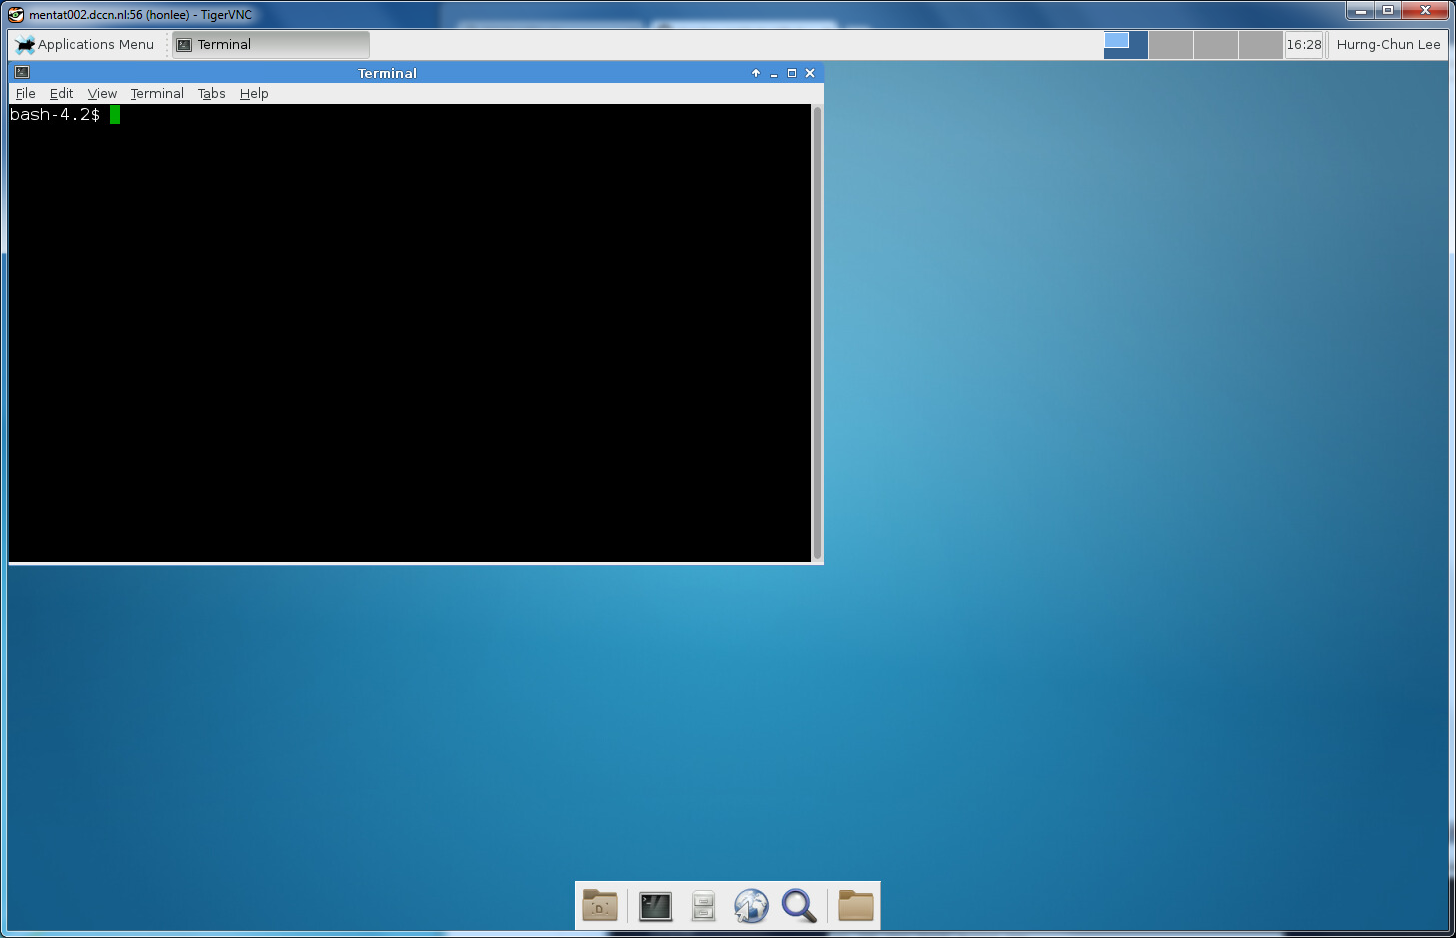 mentat002.dccn.nl:56 (honlee) - TigerVNC
Applications Menu
Terminal
16:28
Hurng-Chun Lee
Terminal
File Edit View Terminal Tabs Help
bash-4.2$
D